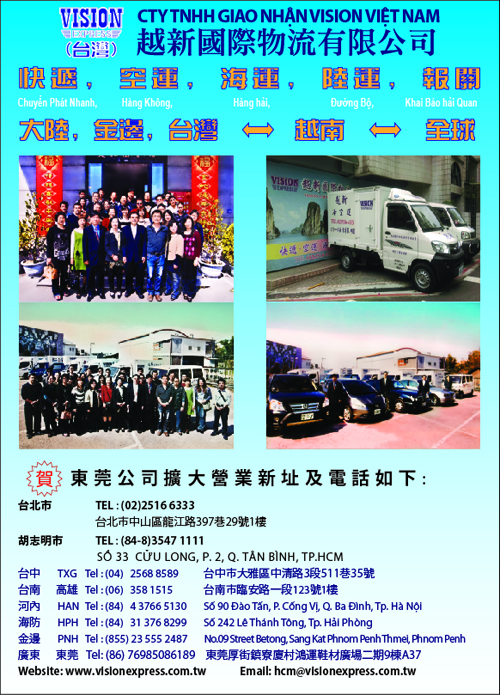 VISION
EXPRESS
(台灣)
CTY TNHH GIAO NHẬN VISION VIỆT NAM
越新國際物流有限公司
快遞, 空運, 海運, 陸運, 報關
Chuyển Phát Nhanh, Háng Không, Hàng hải, Đường Bộ, Khai Báo hải Quan
大陸, 金邊, 台灣 ⟷ 越南 ⟷ 全球
賀 東莞公司擴大營業新址及電話如下:
台北市 TEL : (02)2516 6333
台北市中山區龍江路397巷29號1樓
胡志明市 TEL : (84-8)3547 1111
SỐ 33 CỬU LONG, P. 2, Q. TÂN BÌNH, TP.HCM
台中 TXG Tel : (04) 2568 8589 台中市大雅區中清路3段511巷35號
台南 高雄 Tel : (06) 358 1515 台南市臨安路一段123號1樓
河內 HAN Tel : (84) 4 3766 5130 Số 90 Đào Tấn, P. Cống Vị, Q. Ba Đình, Tp. Hà Nội
海防 HPH Tel : (84) 31 376 8299 Số 242 Lê Thánh Tông, Tp. Hải Phòng
金邊 PNH Tel : (855) 23 555 2487 No.09 Street Betong, Sang Kat Phnom Penh Thmei, Phnom Penh
廣東 東莞 Tel : (86) 76985086189 東莞厚街鎮寮廈村鴻運鞋材廣場二期9棟A37
Website: www.visionexpress.com.tw Email: hcm@visionexpress.com.tw